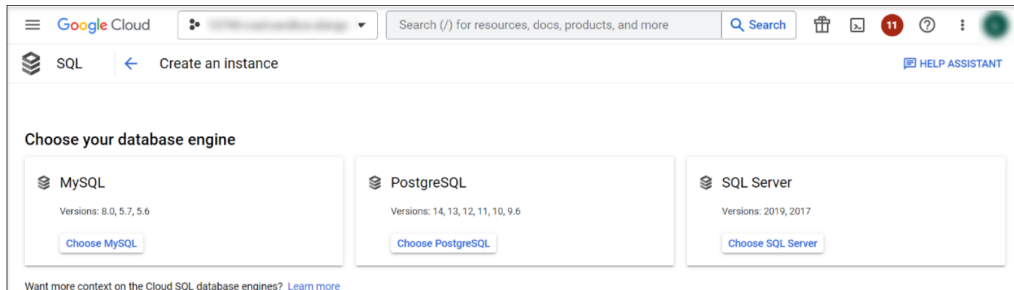 Google Cloud
Search (/) for resources, docs, products, and more
Search
11
SQL
Create an instance
HELP ASSISTANT
Choose your database engine
MySQL
Versions: 8.0, 5.7, 5.6
Choose MySQL
PostgreSQL
Versions: 14, 13, 12, 11, 10, 9.6
Choose PostgreSQL
SQL Server
Versions: 2019, 2017
Choose SQL Server
Want more context on the Cloud SQL database engines? Learn more